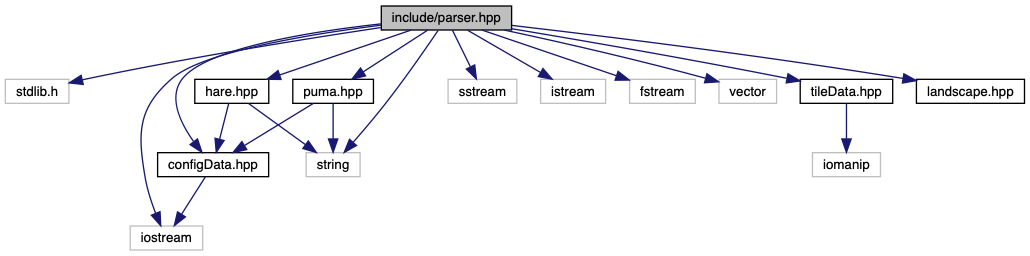 include/parser.hpp
stdlib.h
hare.hpp
puma.hpp
sstream
istream
fstream
vector
tileData.hpp
landscape.hpp
configData.hpp
string
iomanip
iostream